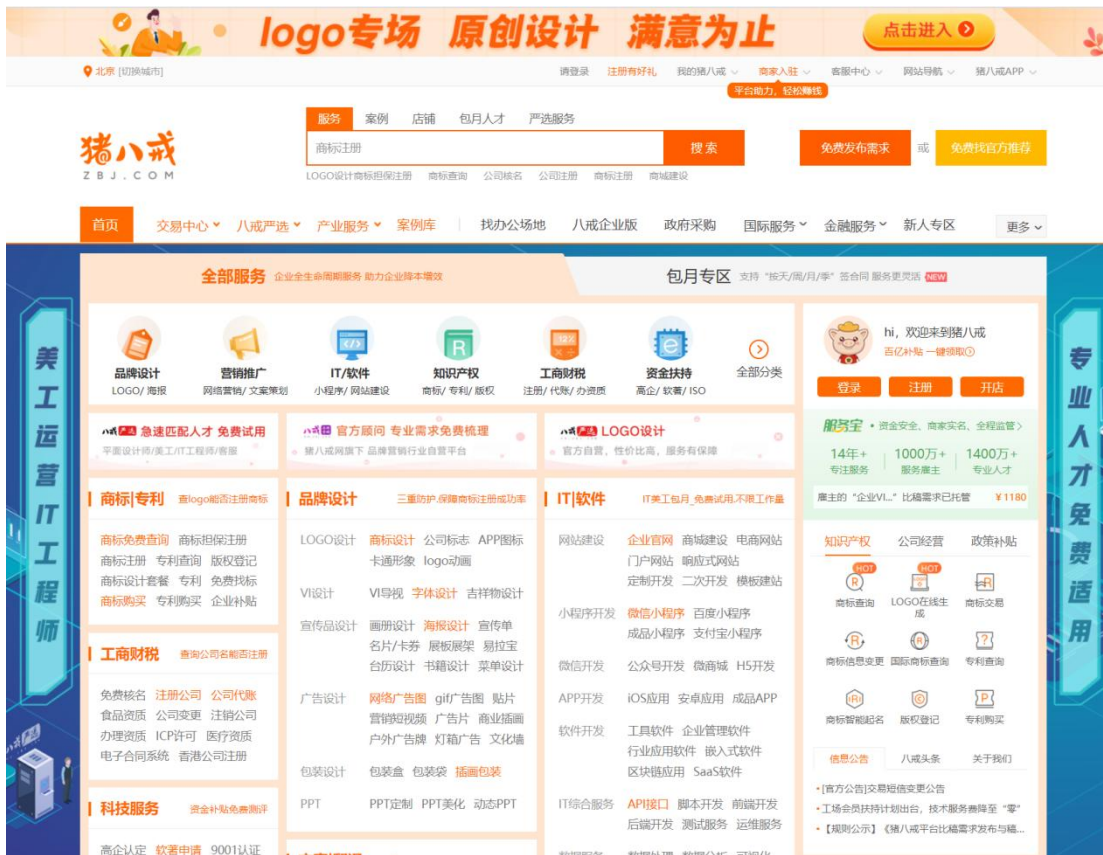 logo专场 原创设计 满意为止 点击进入
北京 [切换城市] 请登录 注册有好礼 我的猪八戒 商家入驻 客服中心 网站导航 猪八戒APP
平台助力，轻松赚钱
服务 案例 店铺 包月人才 严选服务
猪八戒
ZBJ.COM
商标注册 搜索 免费发布需求 或 免费找官方推荐
LOGO设计商标担保注册 商标查询 公司核名 公司注册 商标注册 商城建设
首页 交易中心 八戒严选 产业服务 案例库 找办公场地 八戒企业版 政府采购 国际服务 金融服务 新人专区 更多
美工运营IT工程师
全部服务 企业全生命周期服务 助力企业降本增效
包月专区 支持 "按天/周/月/季" 签合同 服务更灵活 NEW
品牌设计
LOGO/ 海报
营销推广
网络营销/ 文案策划
IT/软件
小程序/ 网站建设
知识产权
商标/ 专利/ 版权
工商财税
注册/ 代账/ 办资质
资金扶持
高企/ 软著/ ISO
全部分类
急速匹配人才 免费试用
平面设计师/美工/IT工程师/客服
官方顾问 专业需求免费梳理
猪八戒网旗下 品牌营销行业自营平台
LOGO设计
官方自营，性价比高，服务有保障
商标|专利 查logo能否注册商标
商标免费查询 商标担保注册
商标注册 专利查询 版权登记
商标设计套餐 专利 免费找标
商标购买 专利购买 企业补贴
工商财税 查询公司名能否注册
免费核名 注册公司 公司代账
食品资质 公司变更 注销公司
办理资质 ICP许可 医疗资质
电子合同系统 香港公司注册
科技服务 资金补贴免费测评
高企认定 软著申请 9001认证
品牌设计 三重防护,保障商标注册成功率
LOGO设计 商标设计 公司标志 APP图标
卡通形象 logo动画
VI设计 VI导视 字体设计 吉祥物设计
宣传品设计 画册设计 海报设计 宣传单
名片/卡券 展板展架 易拉宝
台历设计 书籍设计 菜单设计
广告设计 网络广告图 gif广告图 贴片
营销短视频 广告片 商业插画
户外广告牌 灯箱广告 文化墙
包装设计 包装盒 包装袋 插画包装
PPT PPT定制 PPT美化 动态PPT
IT|软件 IT美工包月_免费试用,不限工作量
网站建设 企业官网 商城建设 电商网站
门户网站 响应式网站
定制开发 二次开发 模板建站
小程序开发 微信小程序 百度小程序
成品小程序 支付宝小程序
微信开发 公众号开发 微商城 H5开发
APP开发 iOS应用 安卓应用 成品APP
软件开发 工具软件 企业管理软件
行业应用软件 嵌入式软件
区块链应用 SaaS软件
IT综合服务 API接口 脚本开发 前端开发
后端开发 测试服务 运维服务
hi，欢迎来到猪八戒
百亿补贴 一键领取
登录 注册 开店
服务宝 • 资金安全、商家实名、全程监管
14年+ 1000万+ 1400万+
专注服务 服务雇主 专业人才
雇主的 "企业VI..." 比稿需求已托管 ¥1180
知识产权 公司经营 政策补贴
HOT HOT
商标查询 LOGO在线生成 商标交易
商标信息变更 国际商标查询 专利查询
商标智能起名 版权登记 专利购买
信息公告 八戒头条 关于我们
• [官方公告]交易短信变更公告
• 工场会员扶持计划出台，技术服务费降至 "零"
• 【规则公示】《猪八戒平台比稿需求发布与稿...
专业人才免费适用